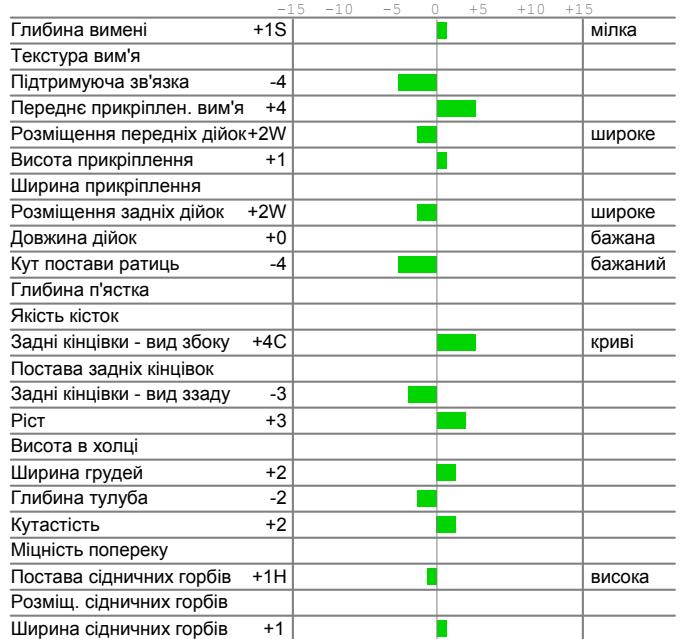 -15 -10 -5 0 +5 +10 +15
Глибина вимені +1S мілка
Текстура вим'я
Підтримуюча зв'язка -4
Переднє прикріплен. вим'я +4
Розміщення передніх дійок+2W широке
Висота прикріплення +1
Ширина прикріплення
Розміщення задніх дійок +2W широке
Довжина дійок +0 бажана
Кут постави ратиць -4 бажаний
Глибина п'ястка
Якість кісток
Задні кінцівки - вид збоку +4C криві
Постава задніх кінцівок
Задні кінцівки - вид ззаду -3
Ріст +3
Висота в холці
Ширина грудей +2
Глибина тулуба -2
Кутастість +2
Міцність попереку
Постава сідничних горбів +1H висока
Розміщ. сідничних горбів
Ширина сідничних горбів +1